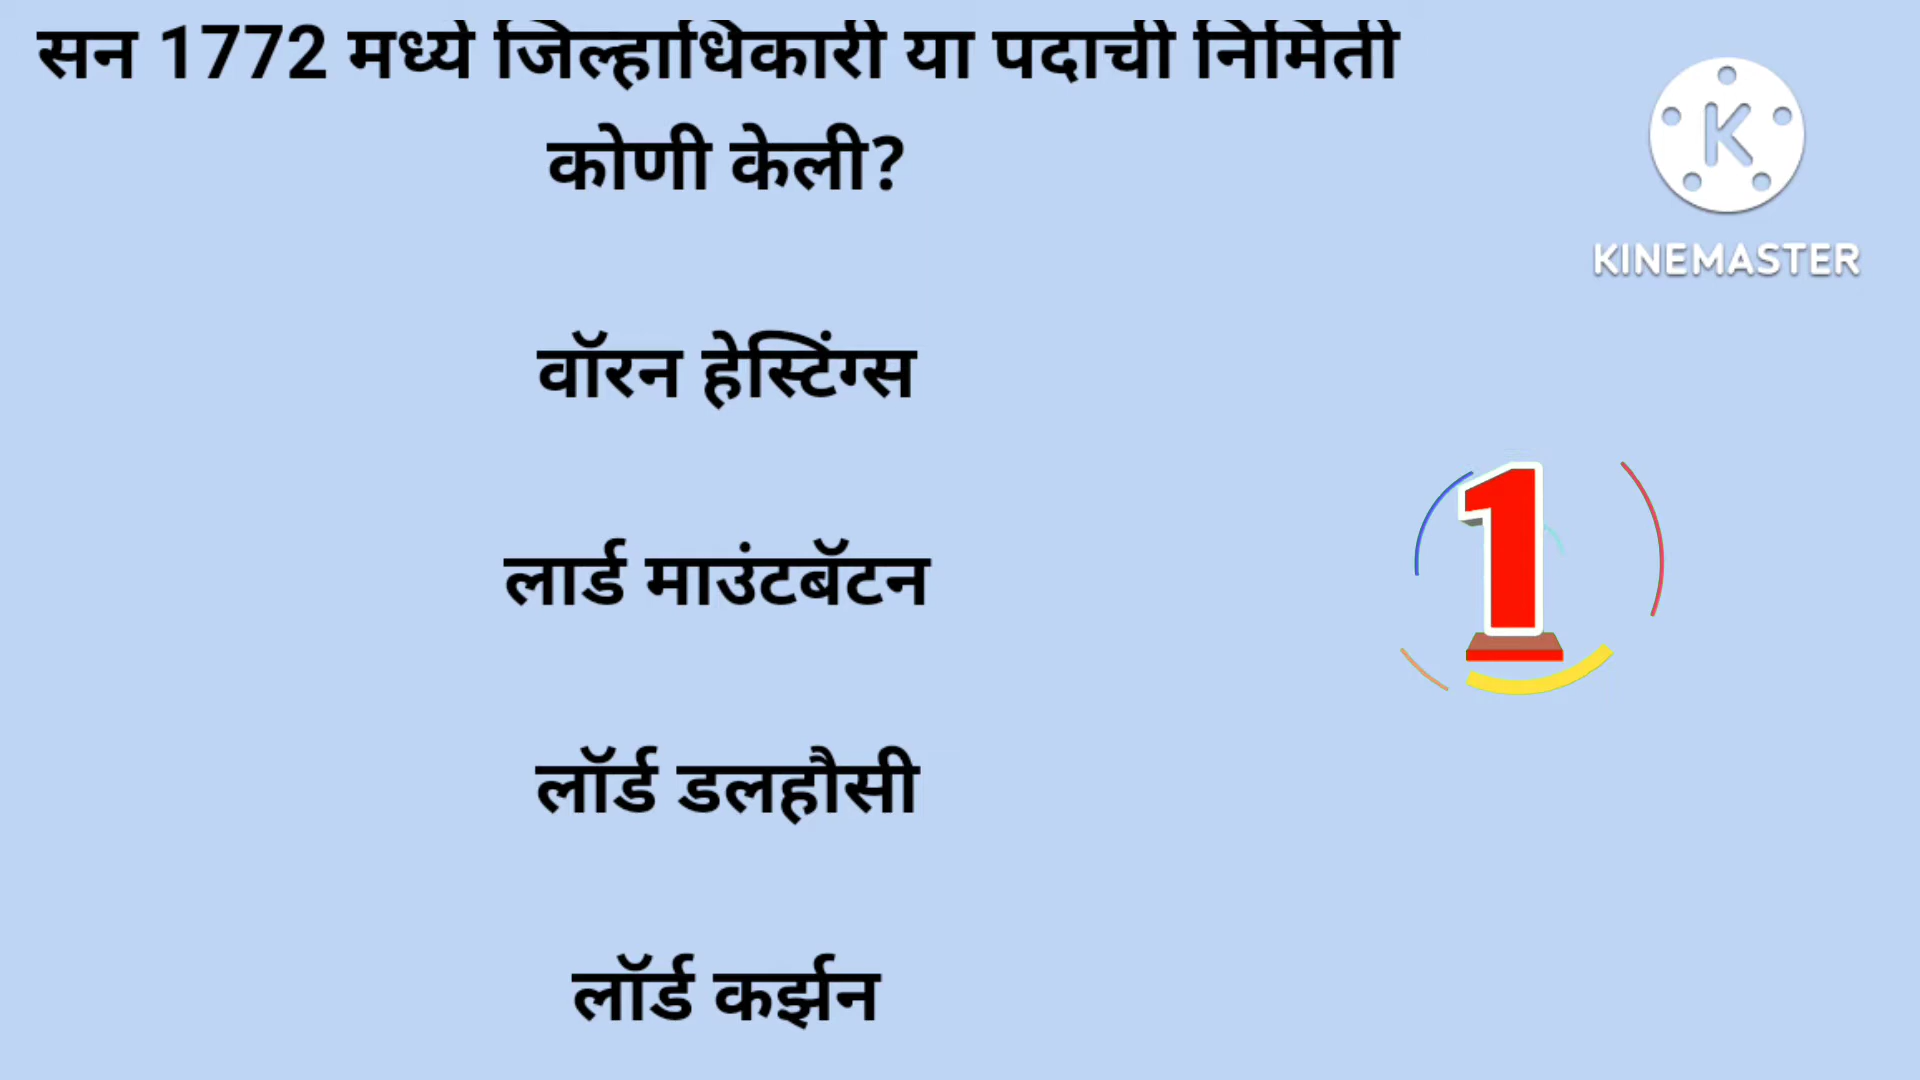 सन 1772 मध्ये जिल्हाधिकारी या पदाची निर्मिती
कोणी केली?
K
KINEMASTER
वॉरन हेस्टिंग्स
1
लार्ड माउंटबॅटन
लॉर्ड डलहौसी
लॉर्ड कर्झन